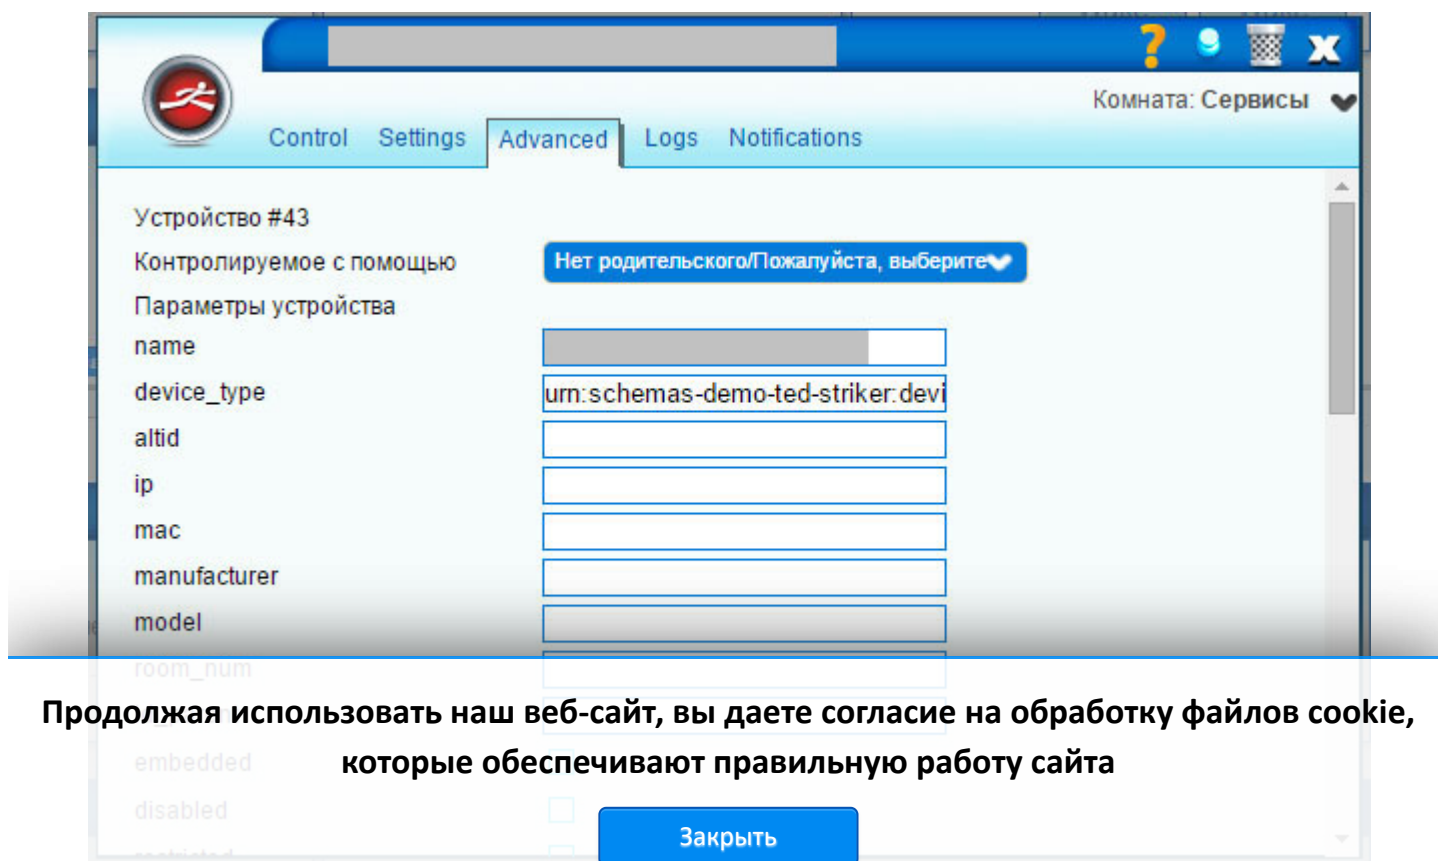 Комната: Сервисы
Control Settings Advanced Logs Notifications
Устройство #43
Контролируемое с помощью Нет родительского/Пожалуйста, выберите
Параметры устройства
name
device_type urn:schemas-demo-ted-striker:devi
altid
ip
mac
manufacturer
model
room_num
Продолжая использовать наш веб-сайт, вы даете согласие на обработку файлов cookie,
которые обеспечивают правильную работу сайта
embedded
disabled
Закрыть